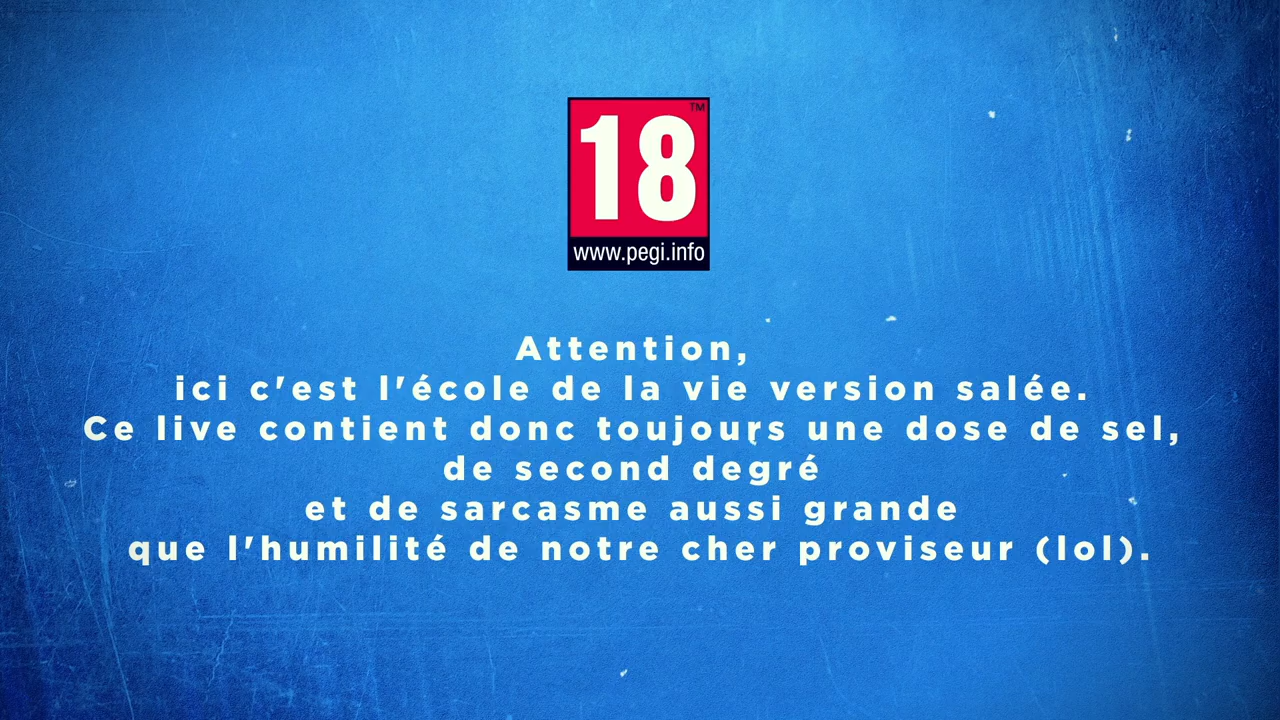 TM
18
www.pegi.info
Attention,
ici c'est l'école de la vie version salée.
Ce live contient donc toujours une dose de sel,
de second degré
et de sarcasme aussi grande
que l'humilité de notre cher proviseur (lol).